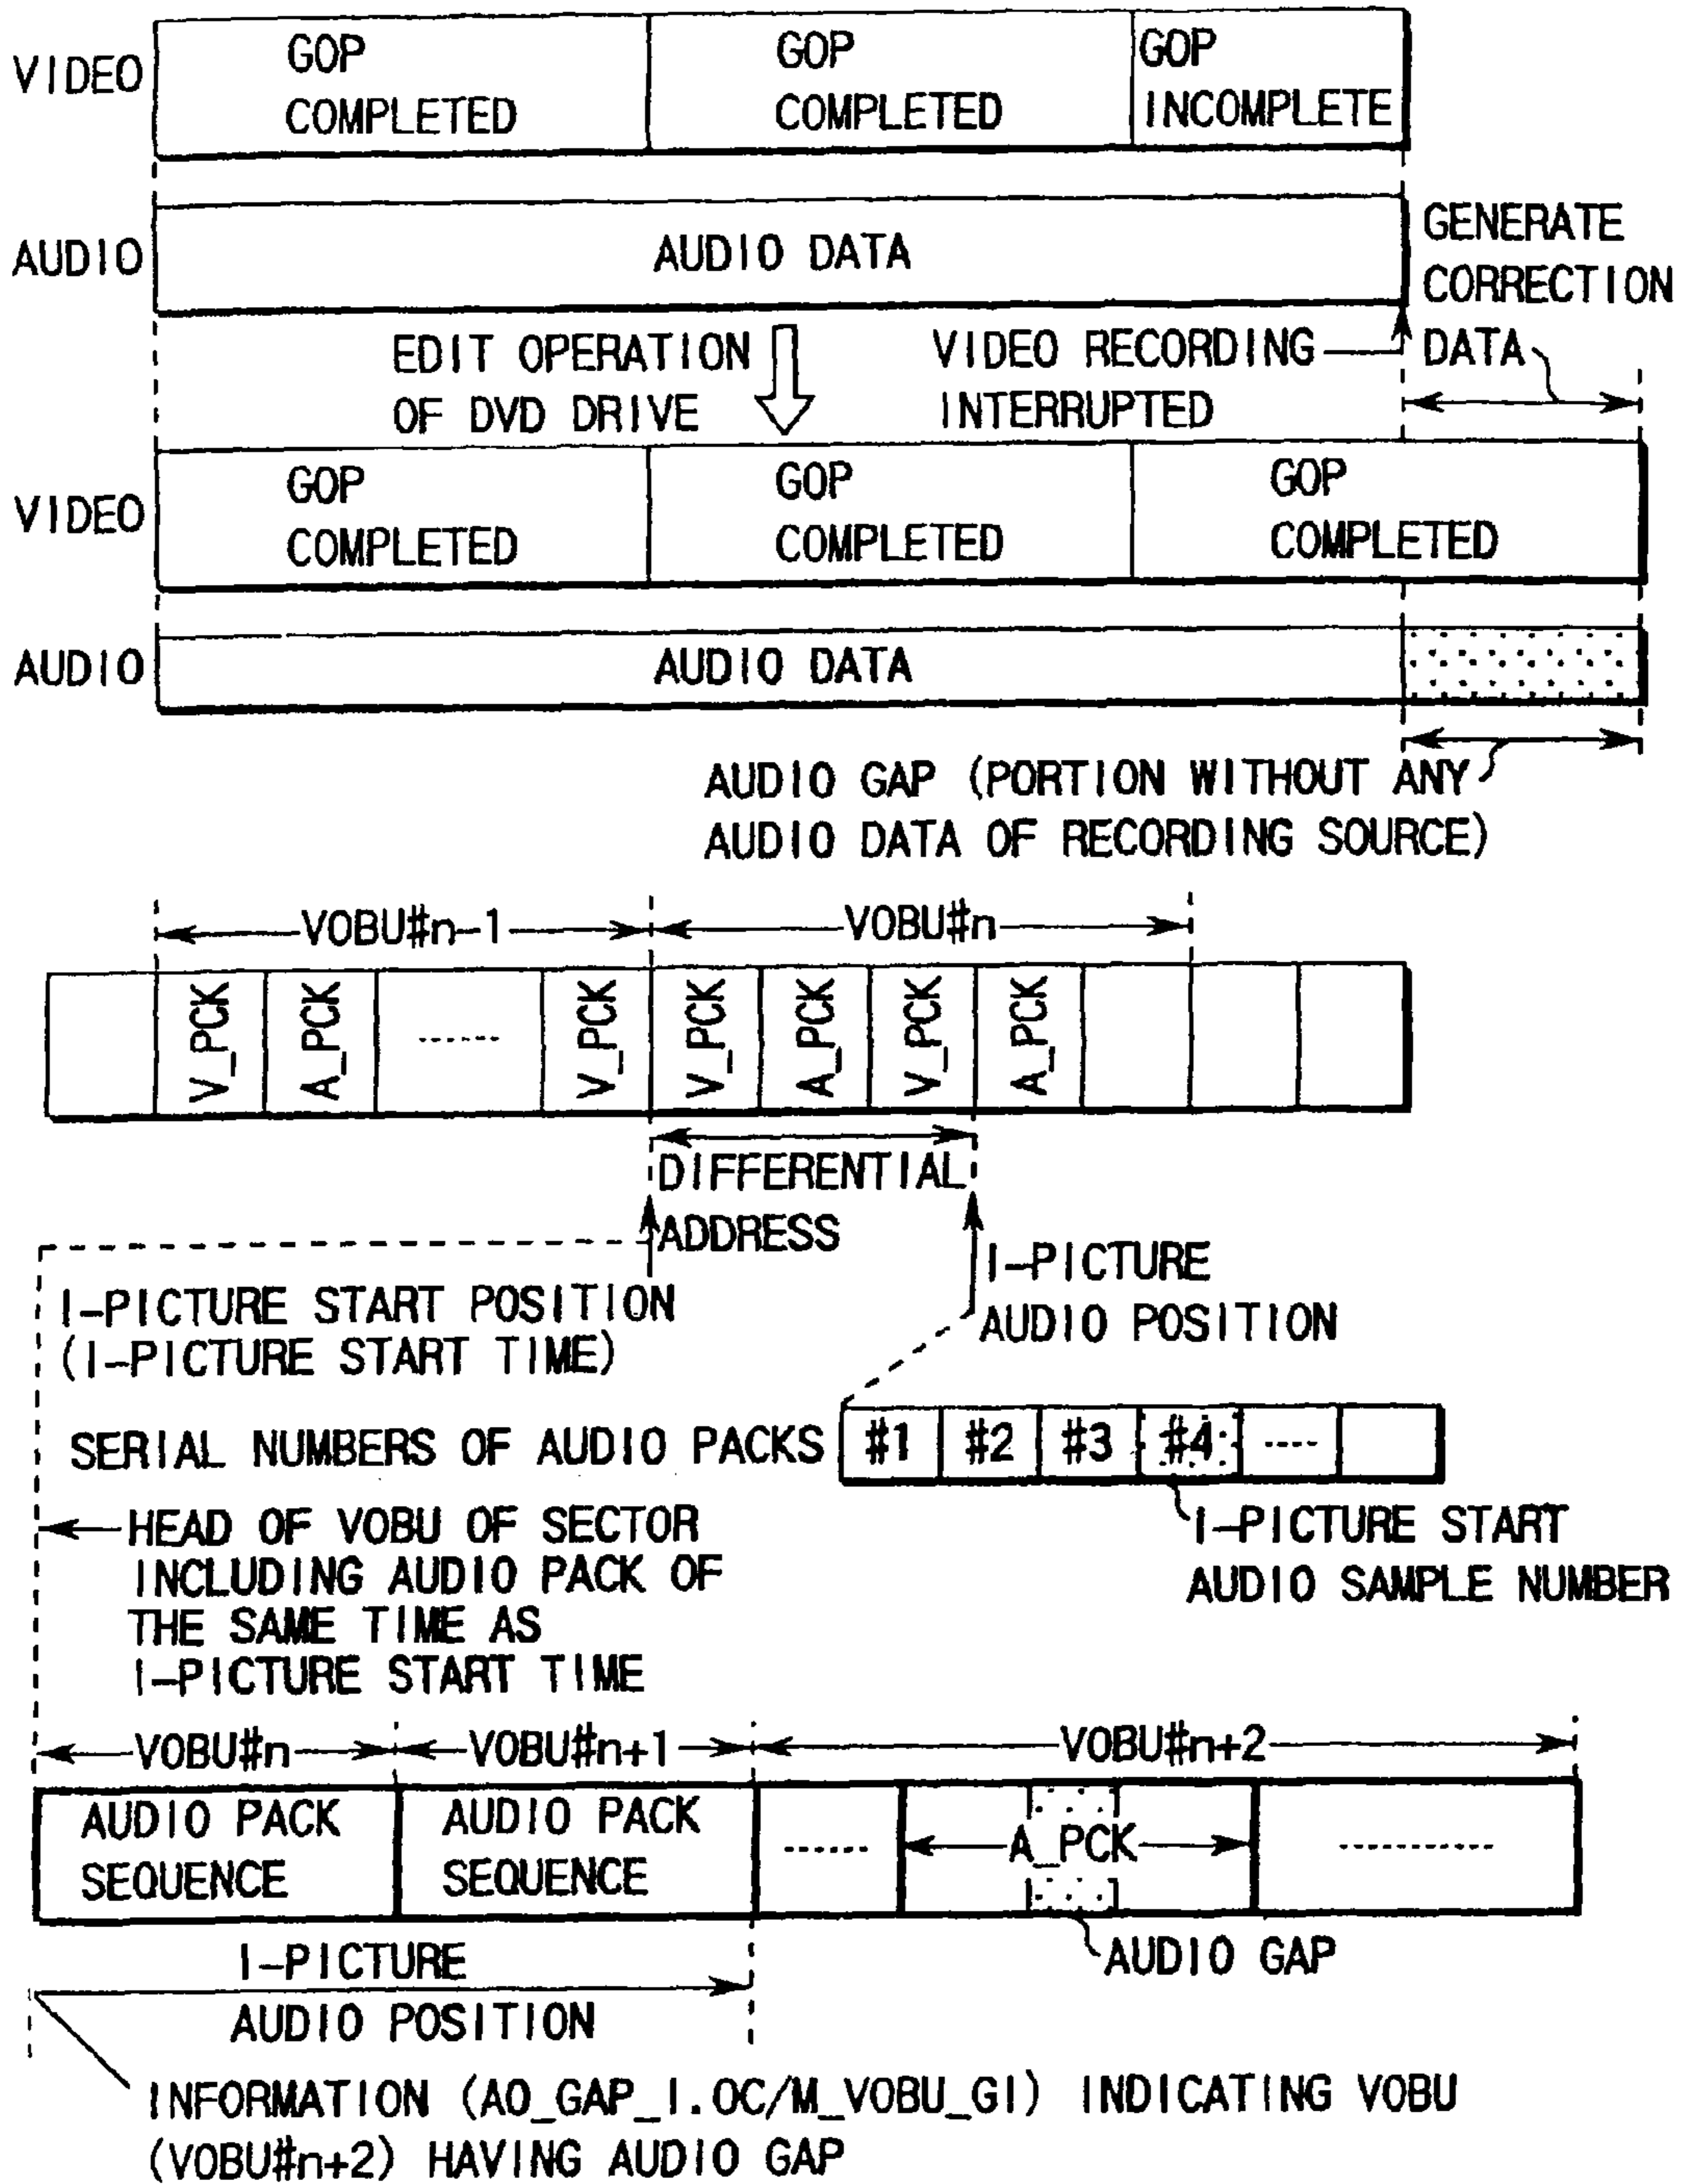 GOP GOP GOP
VIDEO
COMPLETED COMPLETED INCOMPLETE
AUDIO AUDIO DATA
GENERATE
CORRECTION
DATA
EDIT OPERATION
OF DVD DRIVE
VIDEO RECORDING
INTERRUPTED
GOP GOP GOP
VIDEO
COMPLETED COMPLETED COMPLETED
AUDIO AUDIO DATA
AUDIO GAP (PORTION WITHOUT ANY
AUDIO DATA OF RECORDING SOURCE)
VOBU#n-1 VOBU#n
V_PCK A_PCK ------ V_PCK V_PCK A_PCK V_PCK A_PCK
DIFFERENTIAL
ADDRESS
I-PICTURE START POSITION
(I-PICTURE START TIME)
I-PICTURE
AUDIO POSITION
SERIAL NUMBERS OF AUDIO PACKS #1 #2 #3 #4 ----
I-PICTURE START
AUDIO SAMPLE NUMBER
HEAD OF VOBU OF SECTOR
INCLUDING AUDIO PACK OF
THE SAME TIME AS
I-PICTURE START TIME
VOBU#n VOBU#n+1 VOBU#n+2
AUDIO PACK AUDIO PACK
SEQUENCE SEQUENCE
------ A_PCK ----------
AUDIO GAP
I-PICTURE
AUDIO POSITION
INFORMATION (A0_GAP_I.OC/M_VOBU_GI) INDICATING VOBU
(VOBU#n+2) HAVING AUDIO GAP